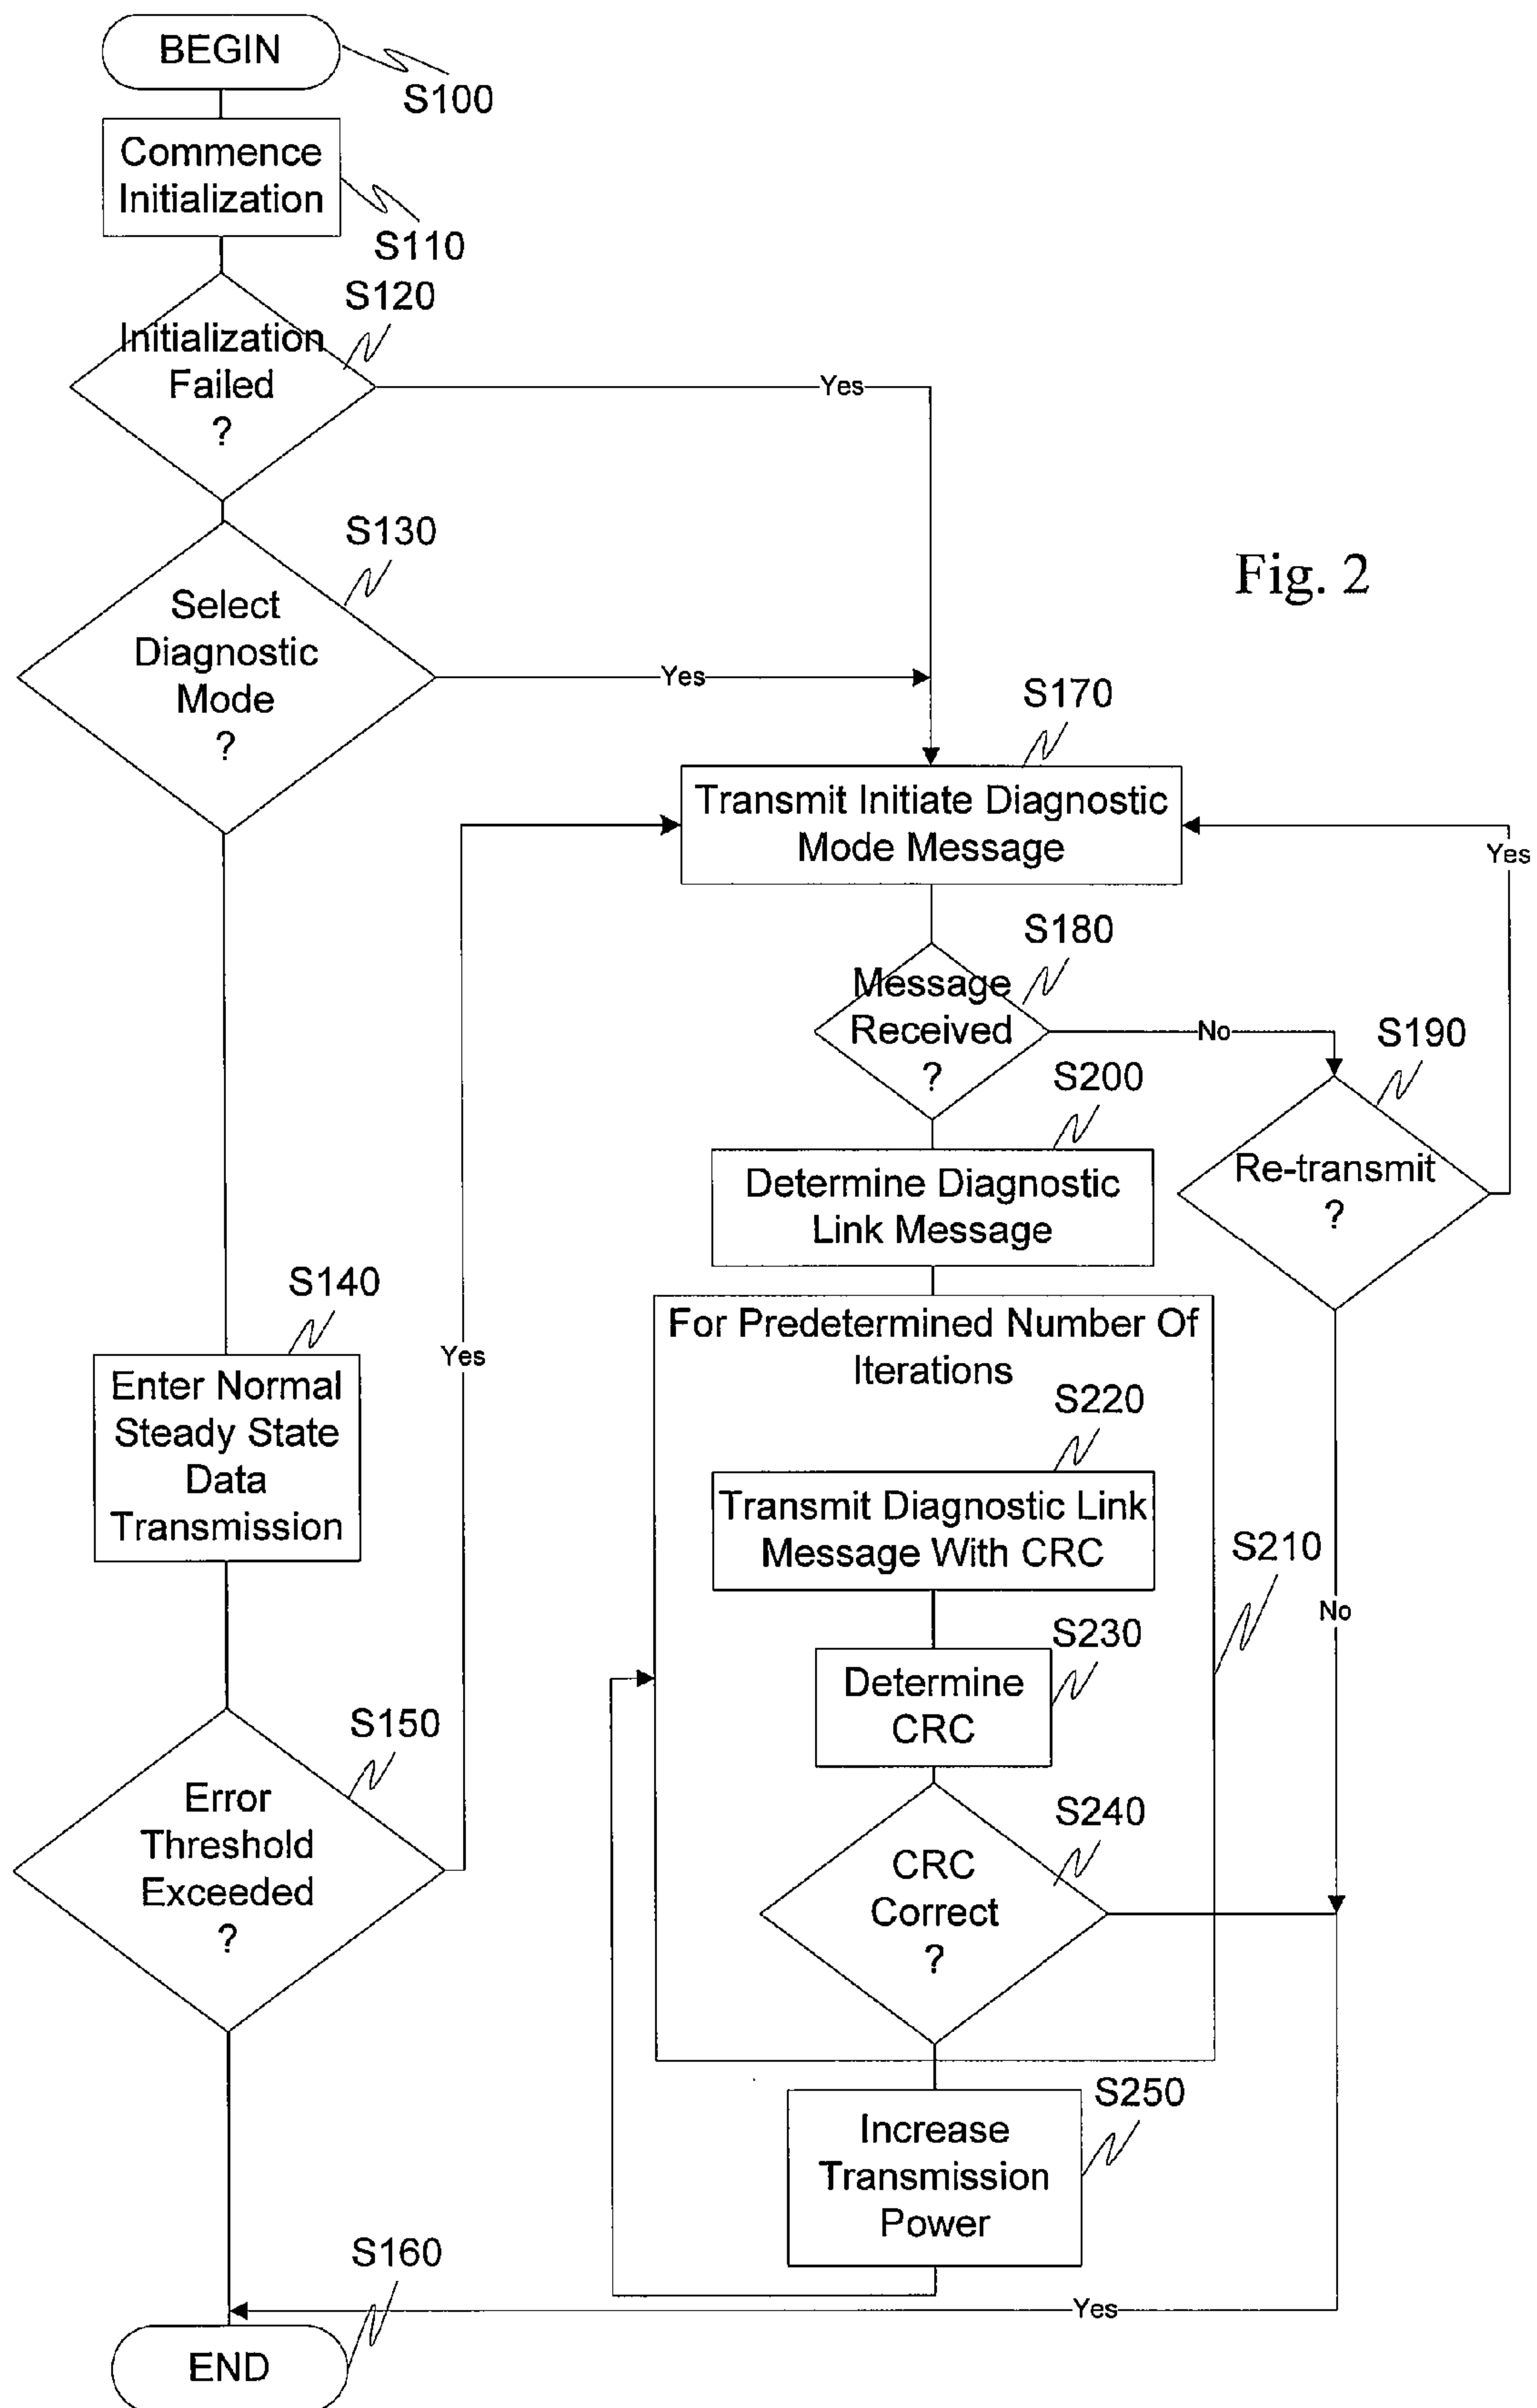 BEGIN
S100
Commence
Initialization
S110
S120
Initialization
Failed
?
Yes
S130
Select
Diagnostic
Mode
?
Yes
Fig. 2
S170
Transmit Initiate Diagnostic
Mode Message
Yes
S180
Message
Received
?
No
S190
Re-transmit
?
S200
Determine Diagnostic
Link Message
S140
Enter Normal
Steady State
Data
Transmission
Yes
For Predetermined Number Of
Iterations
S220
Transmit Diagnostic Link
Message With CRC
S210
No
S230
Determine
CRC
S150
Error
Threshold
Exceeded
?
S240
CRC
Correct
?
S250
Increase
Transmission
Power
S160
Yes
END